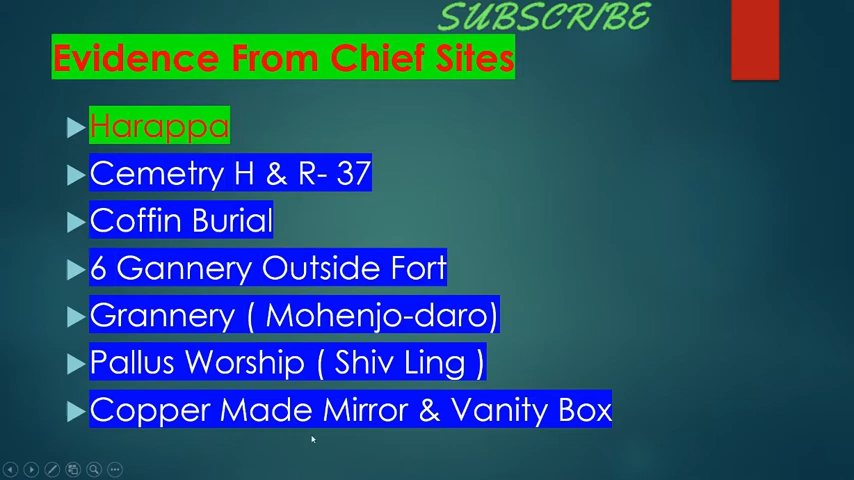 SUBSCRIBE
Evidence From Chief Sites
Harappa
Cemetry H & R- 37
Coffin Burial
6 Gannery Outside Fort
Grannery ( Mohenjo-daro)
Pallus Worship ( Shiv Ling )
Copper Made Mirror & Vanity Box